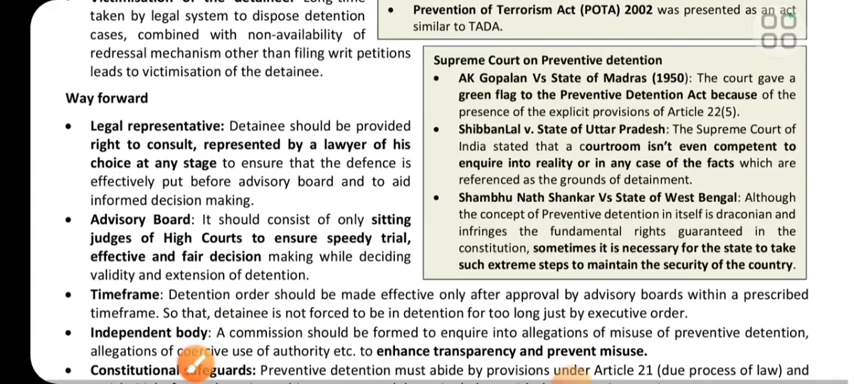 taken by legal system to dispose detention
cases, combined with non-availability of
redressal mechanism other than filing writ petitions
leads to victimisation of the detainee.
Way forward
• Legal representative: Detainee should be provided
right to consult, represented by a lawyer of his
choice at any stage to ensure that the defence is
effectively put before advisory board and to aid
informed decision making.
• Advisory Board: It should consist of only sitting
judges of High Courts to ensure speedy trial,
effective and fair decision making while deciding
validity and extension of detention.
• Prevention of Terrorism Act (POTA) 2002 was presented as an act
similar to TADA.
Supreme Court on Preventive detention
• AK Gopalan Vs State of Madras (1950): The court gave a
green flag to the Preventive Detention Act because of the
presence of the explicit provisions of Article 22(5).
• ShibbanLal v. State of Uttar Pradesh: The Supreme Court of
India stated that a courtroom isn't even competent to
enquire into reality or in any case of the facts which are
referenced as the grounds of detainment.
• Shambhu Nath Shankar Vs State of West Bengal: Although
the concept of Preventive detention in itself is draconian and
infringes the fundamental rights guaranteed in the
constitution, sometimes it is necessary for the state to take
such extreme steps to maintain the security of the country.
• Timeframe: Detention order should be made effective only after approval by advisory boards within a prescribed
timeframe. So that, detainee is not forced to be in detention for too long just by executive order.
• Independent body: A commission should be formed to enquire into allegations of misuse of preventive detention,
allegations of coercive use of authority etc. to enhance transparency and prevent misuse.
• Constitutional Safeguards: Preventive detention must abide by provisions under Article 21 (due process of law) and